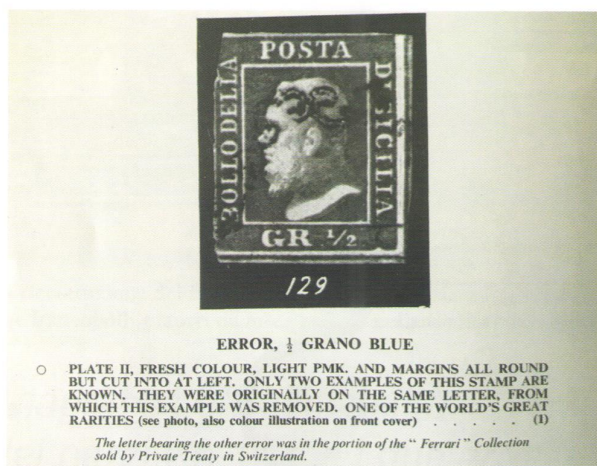 POSTA
BOLLO DELLA
DI SICILIA
GR 1/2
129
ERROR, ½ GRANO BLUE
PLATE II, FRESH COLOUR, LIGHT PMK. AND MARGINS ALL ROUND
BUT CUT INTO AT LEFT. ONLY TWO EXAMPLES OF THIS STAMP ARE
KNOWN. THEY WERE ORIGINALLY ON THE SAME LETTER, FROM
WHICH THIS EXAMPLE WAS REMOVED. ONE OF THE WORLD'S GREAT
RARITIES (see photo, also colour illustration on front cover) . . . . . (1)
The letter bearing the other error was in the portion of the “ Ferrari ” Collection
sold by Private Treaty in Switzerland.